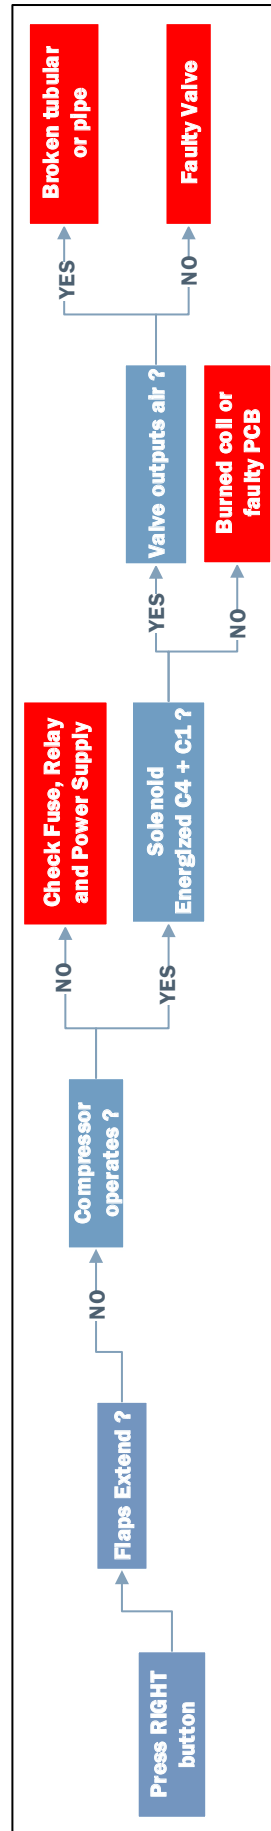 Press RIGHT
button
Flaps Extend ?
NO
Compressor
operates ?
NO
Check Fuse, Relay
and Power Supply
YES
Solenoid
Energized C4 + C1 ?
YES
Valve outputs air ?
NO
Burned coil or
faulty PCB
YES
Broken tubular
or pipe
NO
Faulty Valve